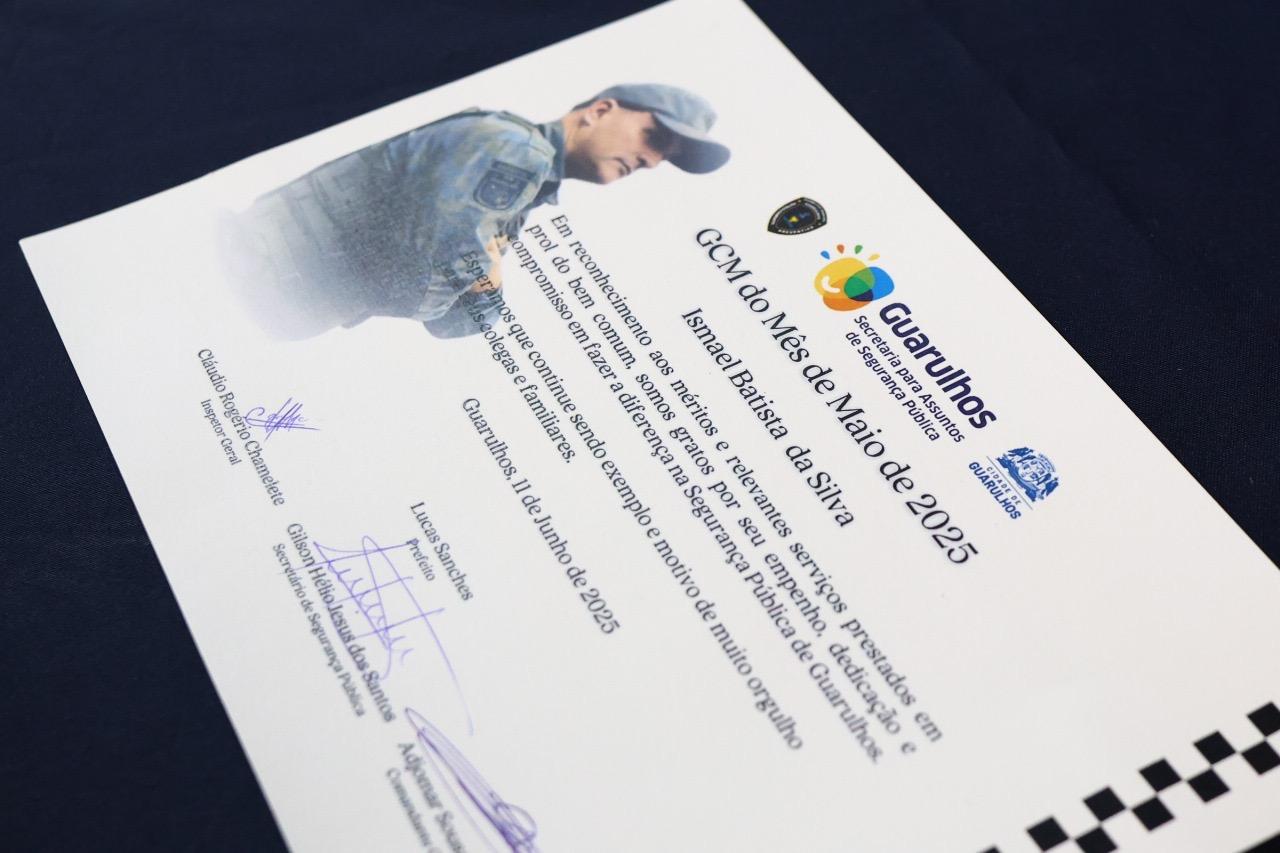 Guarulhos
Secretaria para Assuntos
de Segurança Pública
CIDADE DE
GUARULHOS
GCM do Mês de Maio de 2025
Ismael Batista da Silva
Em reconhecimento aos méritos e relevantes serviços prestados em
prol do bem comum, somos gratos por seu empenho, dedicação e
compromisso em fazer a diferença na Segurança Pública de Guarulhos.
Esperamos que continue sendo exemplo e motivo de muito orgulho
colegas e familiares.
Guarulhos, 11 de Junho de 2025
Lucas Sanches
Prefeito
Cláudio Rogério Chamelete
Inspetor Geral
Gilson Hélio Jesus dos Santos
Secretário de Segurança Pública
Adjomar